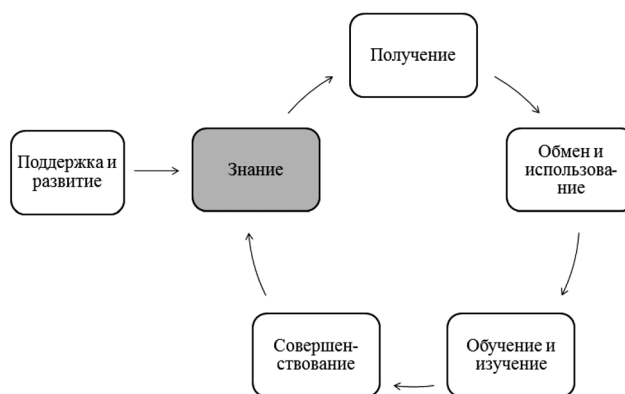 Получение
Поддержка и
развитие
Знание
Обмен и
использова-
ние
Совершен-
ствование
Обучение и
изучение